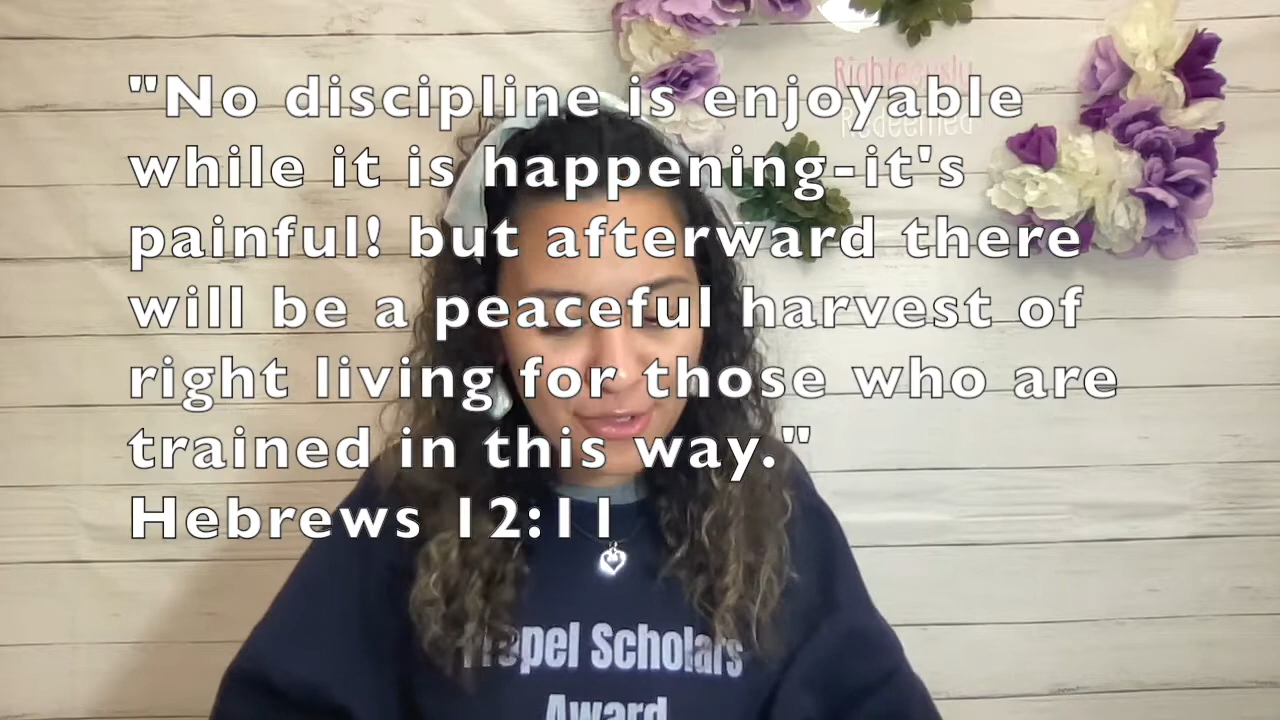 Righteously
Redeemed
"No discipline is enjoyable
while it is happening-it's
painful! but afterward there
will be a peaceful harvest of
right living for those who are
trained in this way."
Hebrews 12:11
Propel Scholars
Award